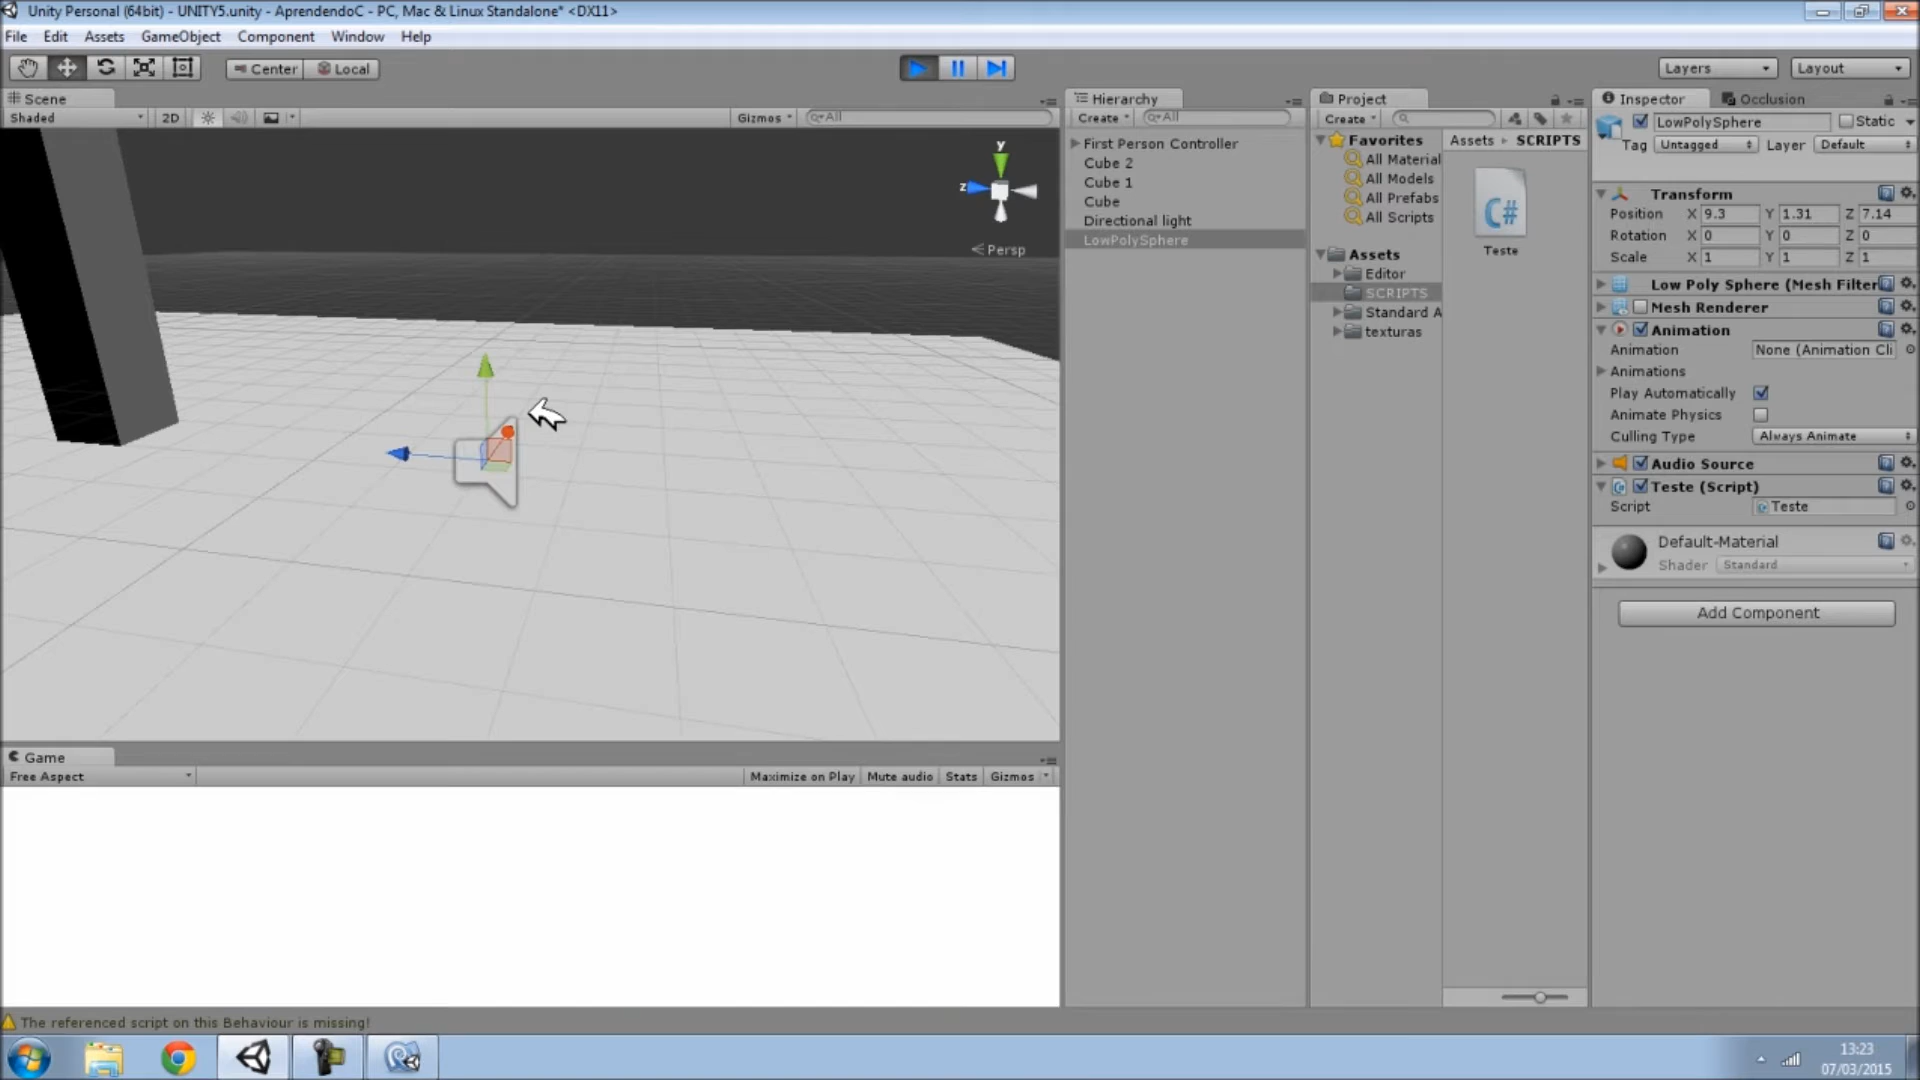 Unity Personal (64bit) - UNITY5.unity - AprendendoC - PC, Mac & Linux Standalone* <DX11>
File Edit Assets GameObject Component Window Help
Center Local
Layers Layout
Scene
Shaded 2D Gizmos All
y
z
Persp
Game
Free Aspect Maximize on Play Mute audio Stats Gizmos
Hierarchy
Create All
First Person Controller
Cube 2
Cube 1
Cube
Directional light
LowPolySphere
Project
Create
Favorites
All Material
All Models
All Prefabs
All Scripts
Assets
Editor
SCRIPTS
Standard A
texturas
Assets SCRIPTS
C#
Teste
Inspector Occlusion
LowPolySphere Static
Tag Untagged Layer Default
Transform
Position X 9.3 Y 1.31 Z 7.14
Rotation X 0 Y 0 Z 0
Scale X 1 Y 1 Z 1
Low Poly Sphere (Mesh Filter
Mesh Renderer
Animation
Animation None (Animation Cli
Animations
Play Automatically
Animate Physics
Culling Type Always Animate
Audio Source
Teste (Script)
Script Teste
Default-Material
Shader Standard
Add Component
The referenced script on this Behaviour is missing!
13:23
07/03/2015